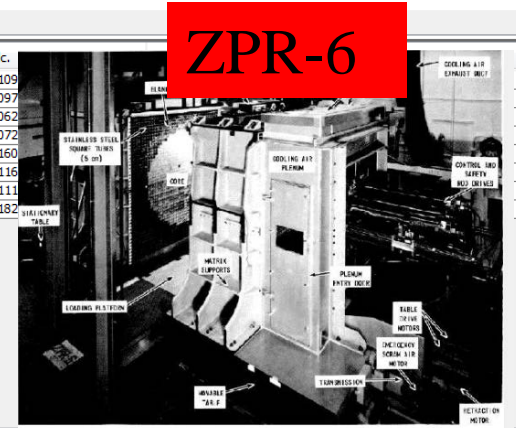 ZPR-6
c.
109
097
062
072
160
116
111
182
COOLING AIR
EXHAUST DUCT
STAINLESS STEEL
SQUARE TUBES
(5 cm)
CORE
COOLING AIR
PLENUM
CONTROL AND
SAFETY
ROD DRIVES
STATIONARY
TABLE
MATRIX
SUPPORTS
PLENUM
ENTRY DOOR
LOADING PLATFORM
TABLE
DRIVE
MOTORS
EMERGENCY
SCRAM AIR
MOTOR
TRANSMISSION
MOVABLE
TABLE
RETRACTION
MOTOR